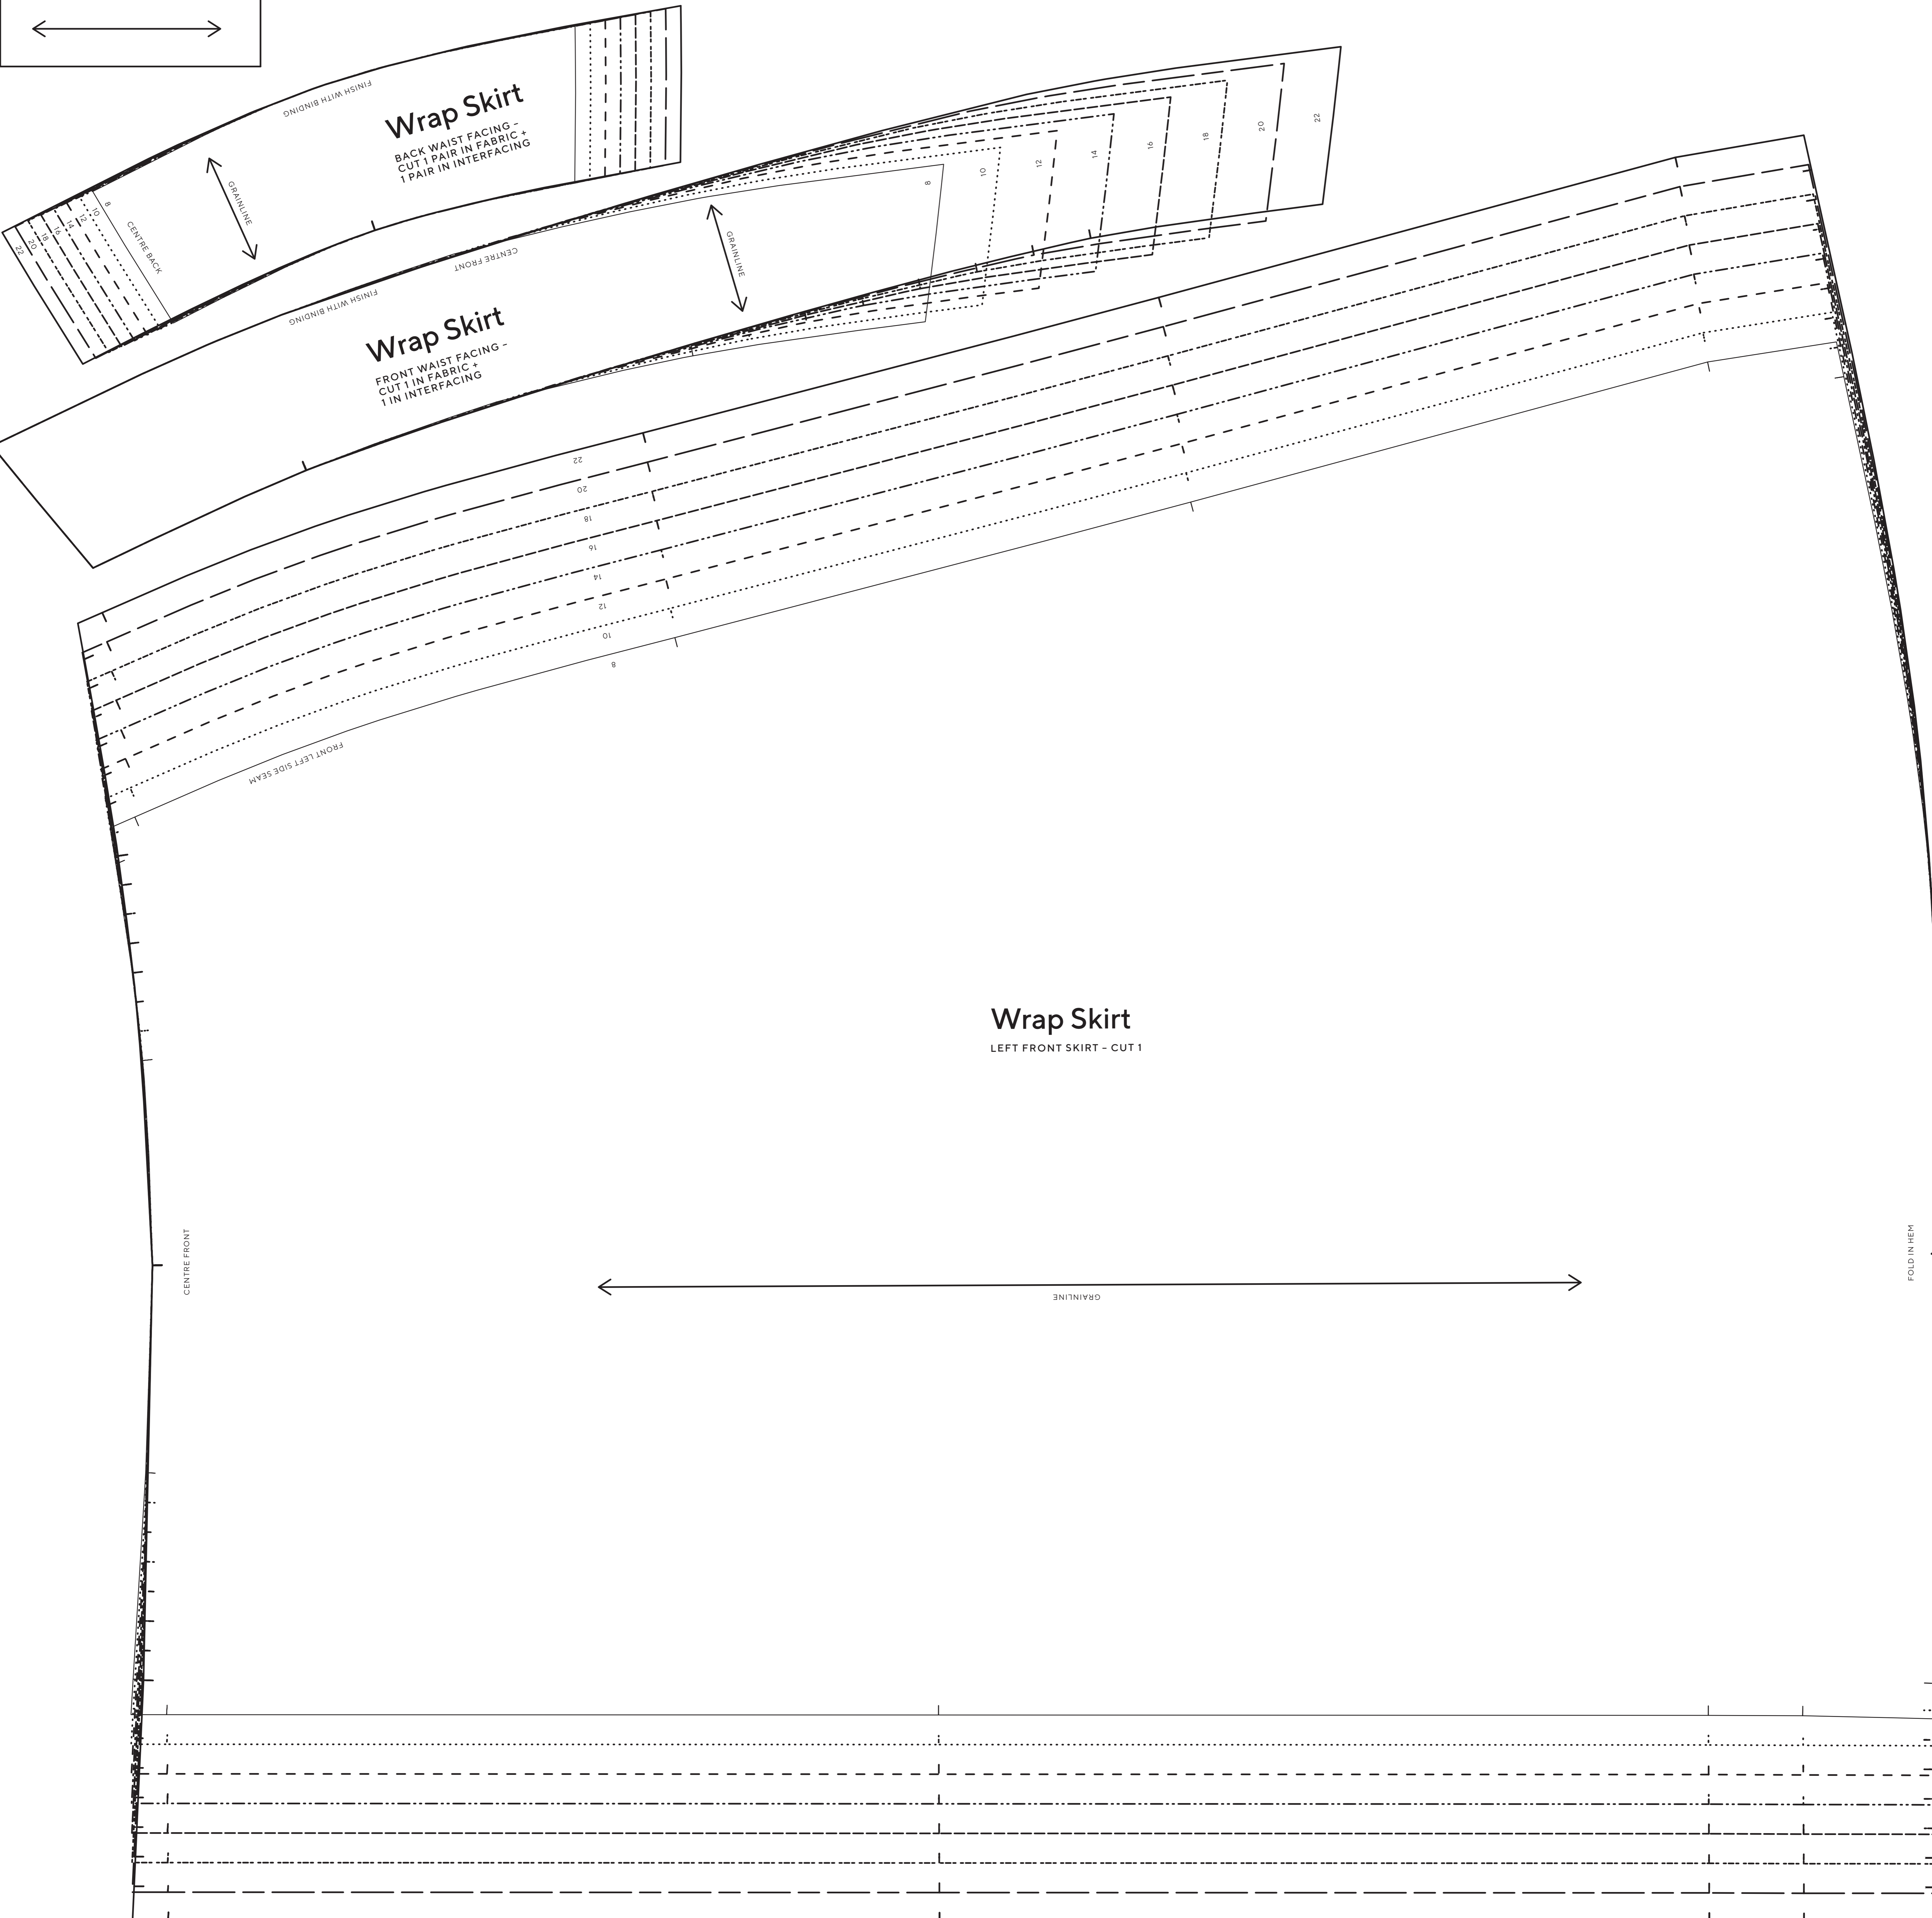 FINISH WITH BINDING
Wrap Skirt
BACK WAIST FACING –
CUT 1 PAIR IN FABRIC +
1 PAIR IN INTERFACING
GRAINLINE
CENTRE BACK
8
10
12
14
16
18
20
22
CENTRE FRONT
FINISH WITH BINDING
Wrap Skirt
FRONT WAIST FACING –
CUT 1 IN FABRIC +
1 IN INTERFACING
GRAINLINE
8
10
12
14
16
18
20
22
22
20
18
16
14
12
10
8
FRONT LEFT SIDE SEAM
Wrap Skirt
LEFT FRONT SKIRT – CUT 1
CENTRE FRONT
GRAINLINE
FOLD IN HEM